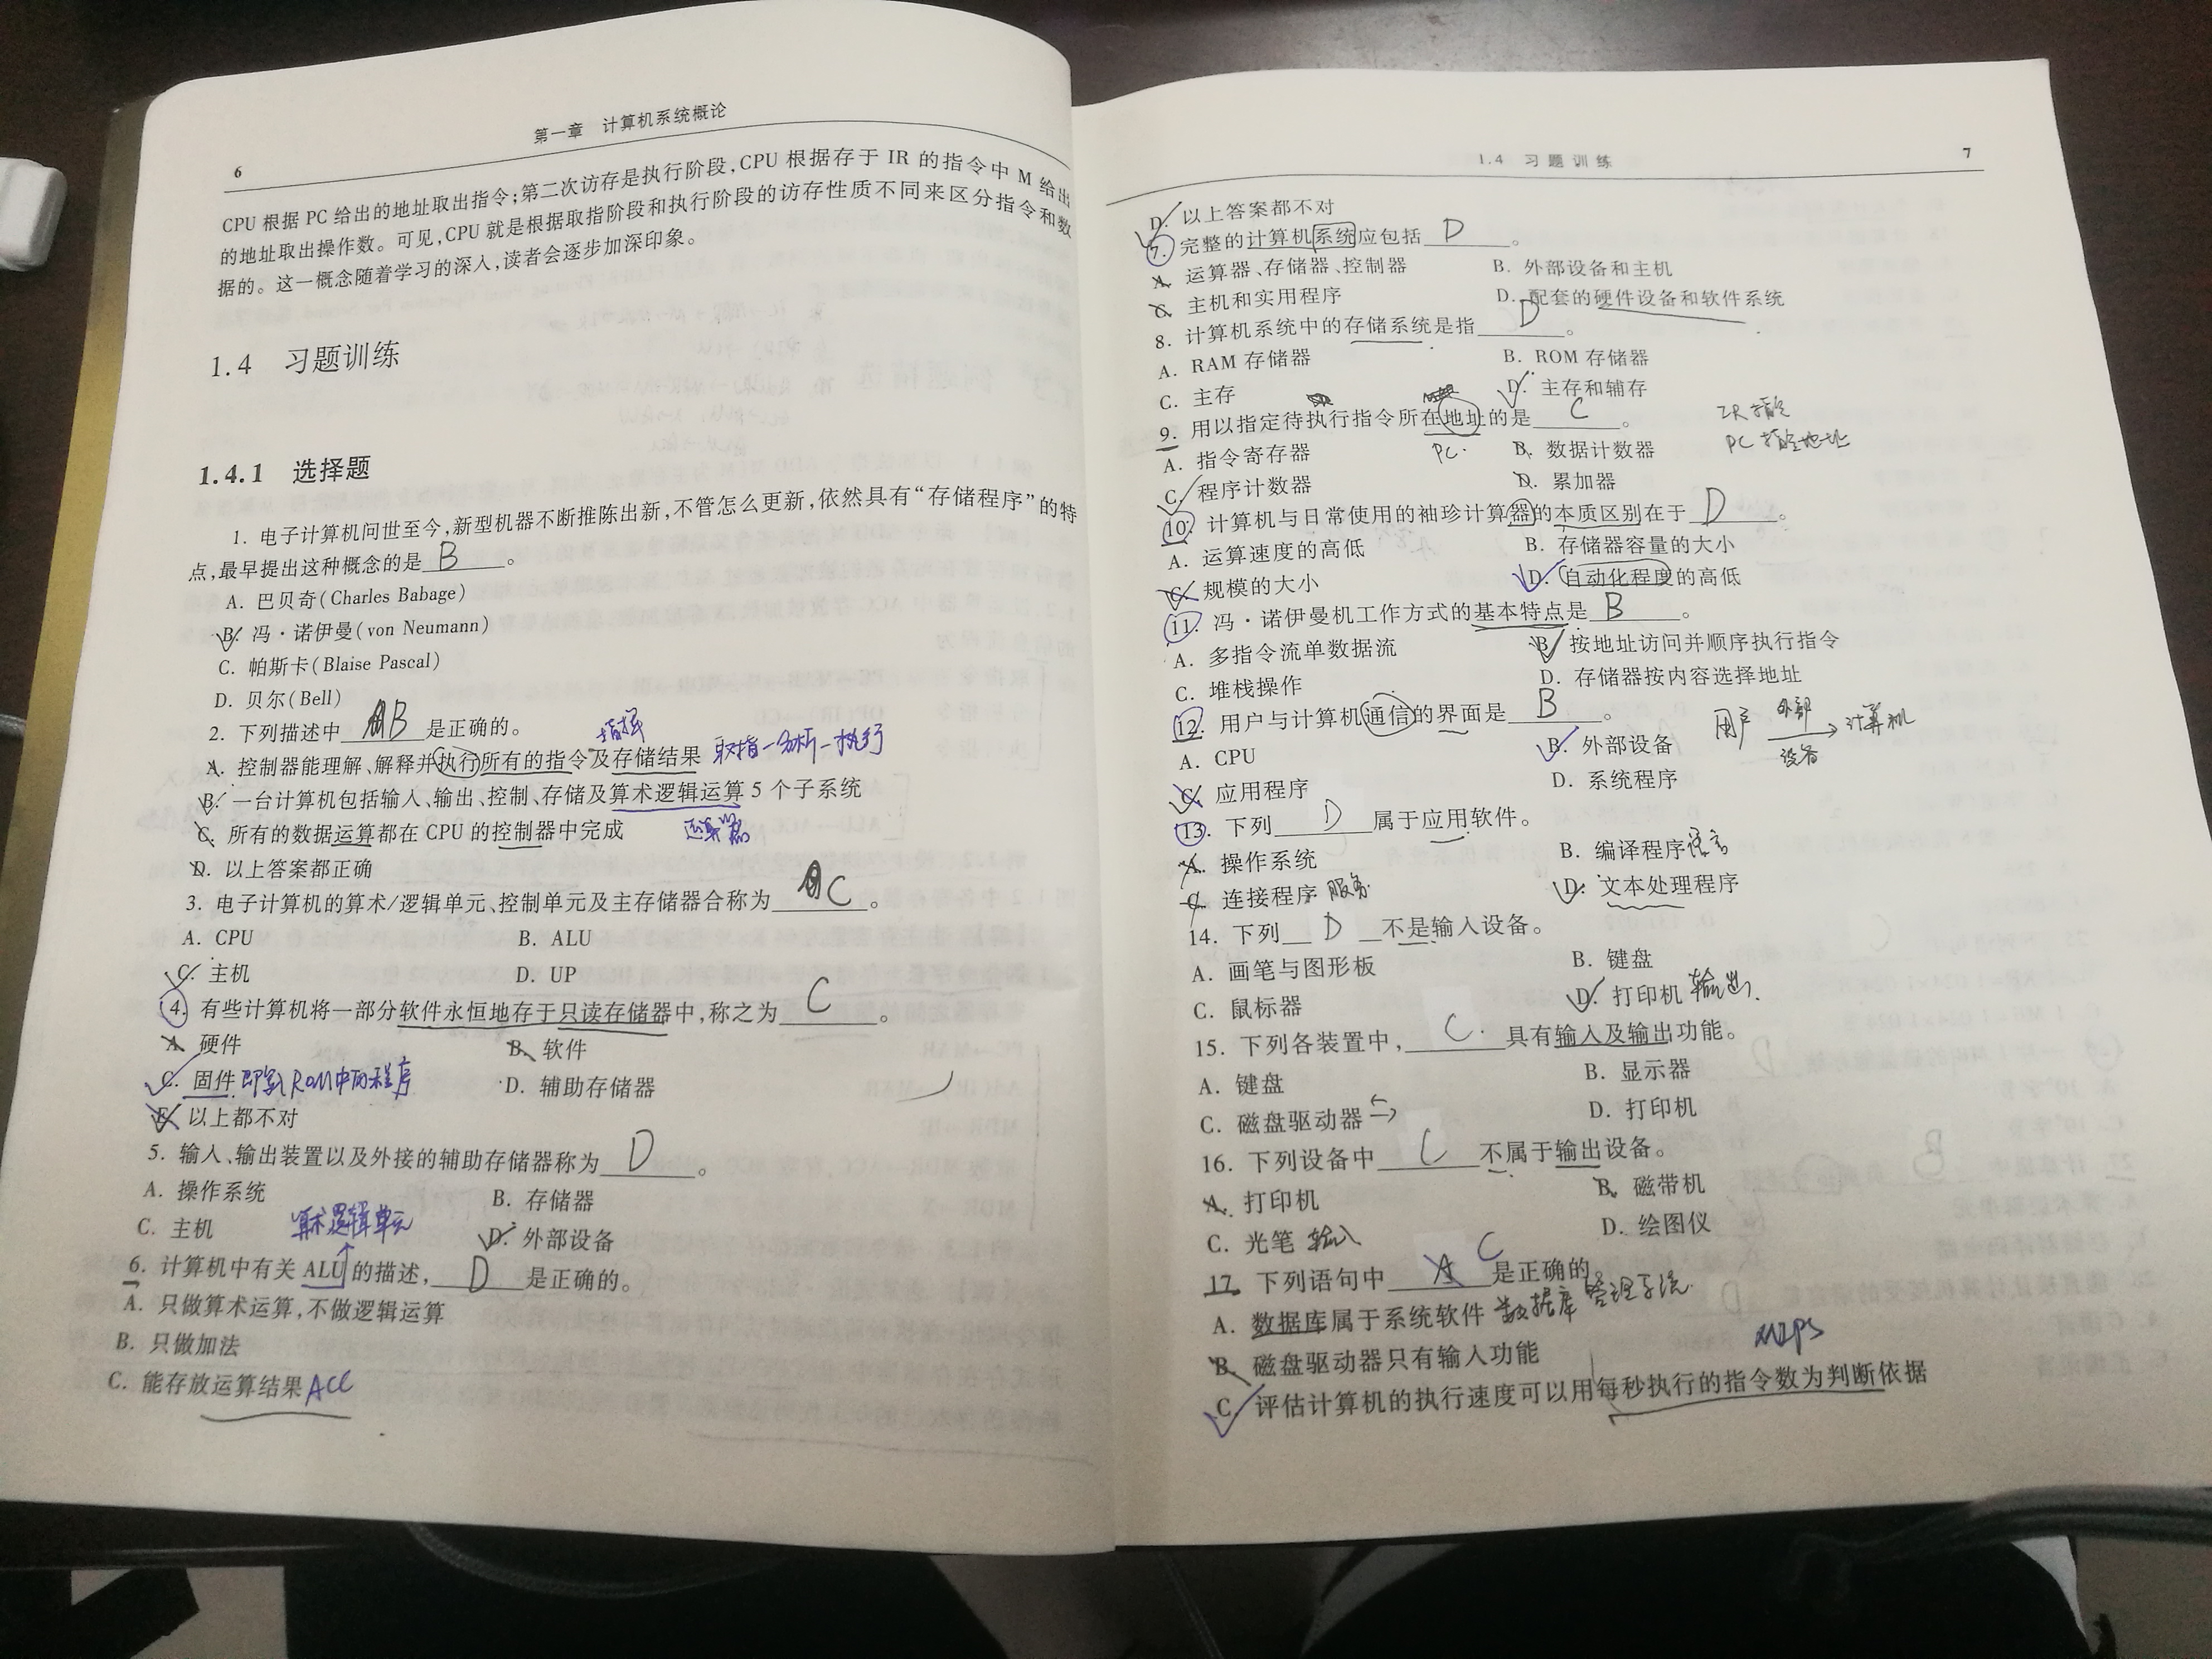 6
第一章 计算机系统概论
CPU 根据 PC 给出的地址取出指令;第二次访存是执行阶段,CPU 根据存于 IR 的指令中 M 给出
的地址取出操作数。可见,CPU 就是根据取指阶段和执行阶段的访存性质不同来区分指令和数
据的。这一概念随着学习的深入,读者会逐步加深印象。
1.4 习题训练
1.4.1 选择题
1. 电子计算机问世至今,新型机器不断推陈出新,不管怎么更新,依然具有“存储程序”的特
点,最早提出这种概念的是 B 。
A. 巴贝奇(Charles Babage)
B. 冯·诺伊曼(von Neumann)
C. 帕斯卡(Blaise Pascal)
D. 贝尔(Bell)
2. 下列描述中 B 是正确的。
A. 控制器能理解、解释并执行所有的指令及存储结果 取指-分析-执行
B. 一台计算机包括输入、输出、控制、存储及算术逻辑运算 5 个子系统
C. 所有的数据运算都在 CPU 的控制器中完成 运算器
D. 以上答案都正确
3. 电子计算机的算术/逻辑单元、控制单元及主存储器合称为 C 。
A. CPU B. ALU
C. 主机 D. UP
4. 有些计算机将一部分软件永恒地存于只读存储器中,称之为 C 。
A. 硬件 B. 软件
C. 固件 即写入ROM中的程序 D. 辅助存储器
E. 以上都不对
5. 输入、输出装置以及外接的辅助存储器称为 D 。
A. 操作系统 B. 存储器
C. 主机 D. 外部设备
算术逻辑单元
6. 计算机中有关 ALU 的描述, D 是正确的。
A. 只做算术运算,不做逻辑运算
B. 只做加法
C. 能存放运算结果 ACC
1.4 习题训练
7
D. 以上答案都不对
7. 完整的计算机系统应包括 D 。
A. 运算器、存储器、控制器 B. 外部设备和主机
C. 主机和实用程序 D. 配套的硬件设备和软件系统
8. 计算机系统中的存储系统是指 D 。
A. RAM 存储器 B. ROM 存储器
C. 主存 D. 主存和辅存
9. 用以指定待执行指令所在地址的是 C 。
IR 指令
PC 指令地址
A. 指令寄存器 PC. B. 数据计数器
C. 程序计数器 D. 累加器
10. 计算机与日常使用的袖珍计算器的本质区别在于 D 。
A. 运算速度的高低 B. 存储器容量的大小
C. 规模的大小 D. 自动化程度的高低
11. 冯·诺伊曼机工作方式的基本特点是 B 。
A. 多指令流单数据流 B. 按地址访问并顺序执行指令
C. 堆栈操作 D. 存储器按内容选择地址
12. 用户与计算机通信的界面是 B 。
用户 外部设备 → 计算机
A. CPU B. 外部设备
C. 应用程序 D. 系统程序
13. 下列 D 属于应用软件。
A. 操作系统 B. 编译程序 语言
C. 连接程序 服务 D. 文本处理程序
14. 下列 D 不是输入设备。
A. 画笔与图形板 B. 键盘
C. 鼠标器 D. 打印机 输出
15. 下列各装置中, C. 具有输入及输出功能。
A. 键盘 B. 显示器
C. 磁盘驱动器 D. 打印机
16. 下列设备中 C 不属于输出设备。
A. 打印机 B. 磁带机
C. 光笔 输入 D. 绘图仪
17. 下列语句中 C 是正确的。
A. 数据库属于系统软件 数据库管理系统
B. 磁盘驱动器只有输入功能
MIPS
C. 评估计算机的执行速度可以用每秒执行的指令数为判断依据